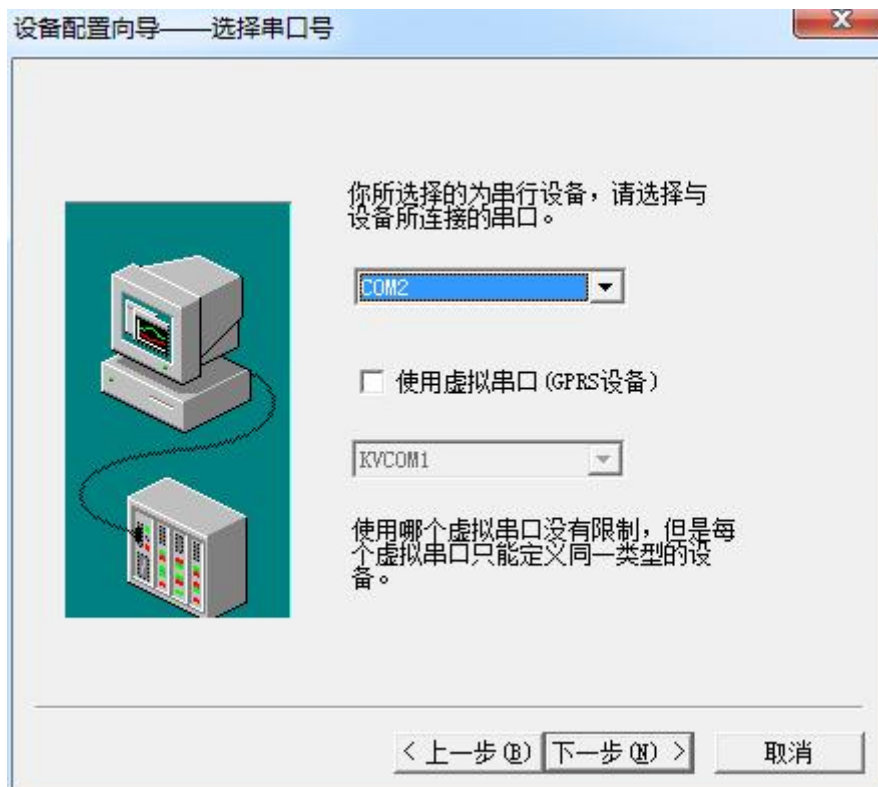 设备配置向导——选择串口号
你所选择的为串行设备，请选择与
设备所连接的串口。
COM2
使用虚拟串口(GPRS设备)
KVCOM1
使用哪个虚拟串口没有限制，但是每
个虚拟串口只能定义同一类型的设
备。
<上一步(B) 下一步(N)> 取消